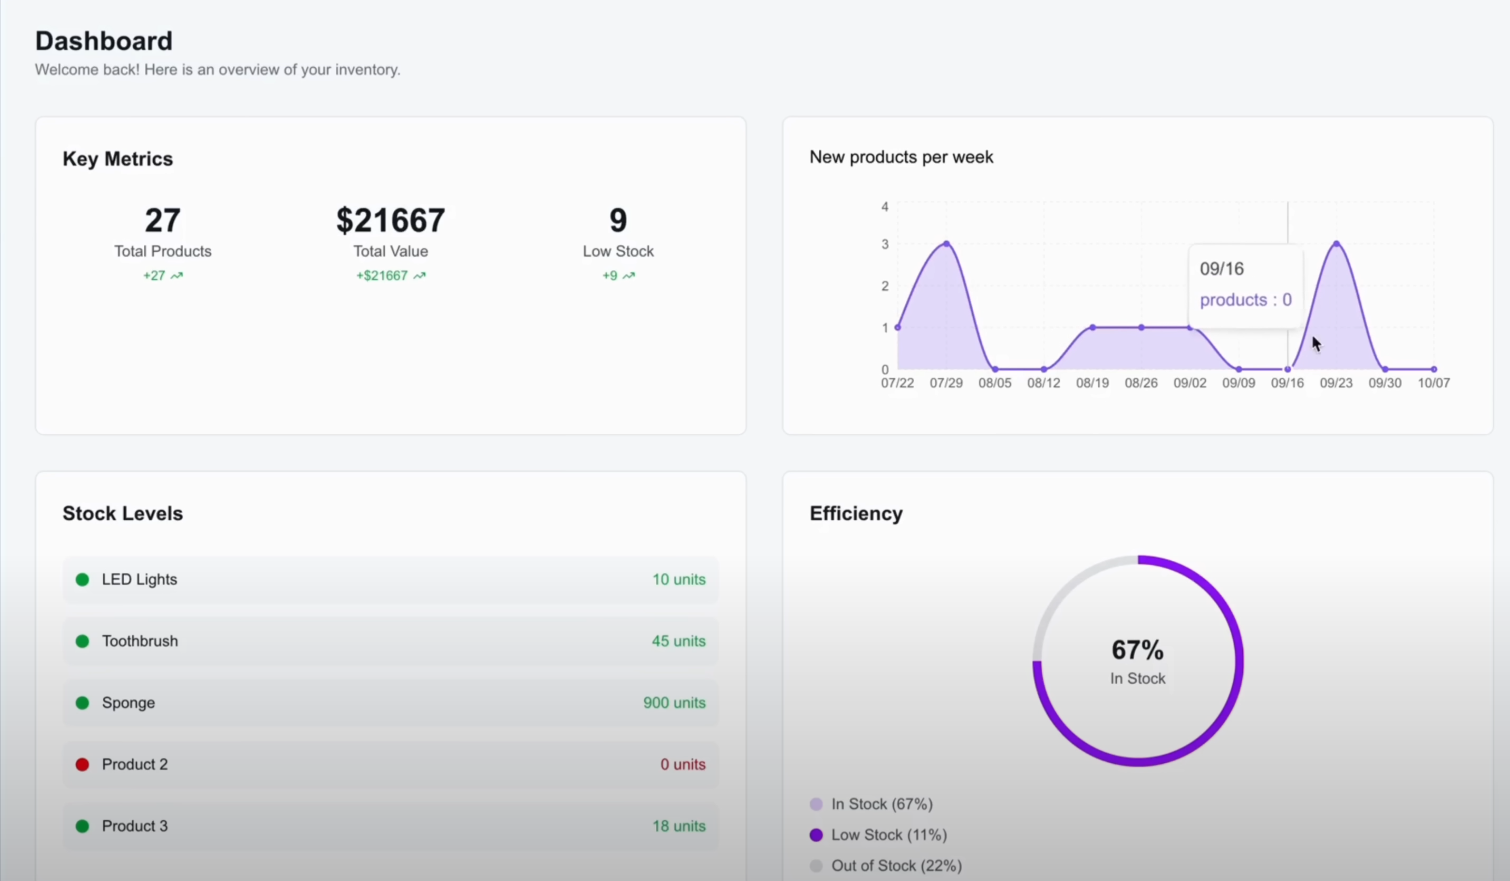 Dashboard
Welcome back! Here is an overview of your inventory.
Key Metrics
27
Total Products
+27
$21667
Total Value
+$21667
9
Low Stock
+9
New products per week
4
3
2
1
0
09/16
products : 0
07/22 07/29 08/05 08/12 08/19 08/26 09/02 09/09 09/16 09/23 09/30 10/07
Stock Levels
LED Lights 10 units
Toothbrush 45 units
Sponge 900 units
Product 2 0 units
Product 3 18 units
Efficiency
67%
In Stock
In Stock (67%)
Low Stock (11%)
Out of Stock (22%)